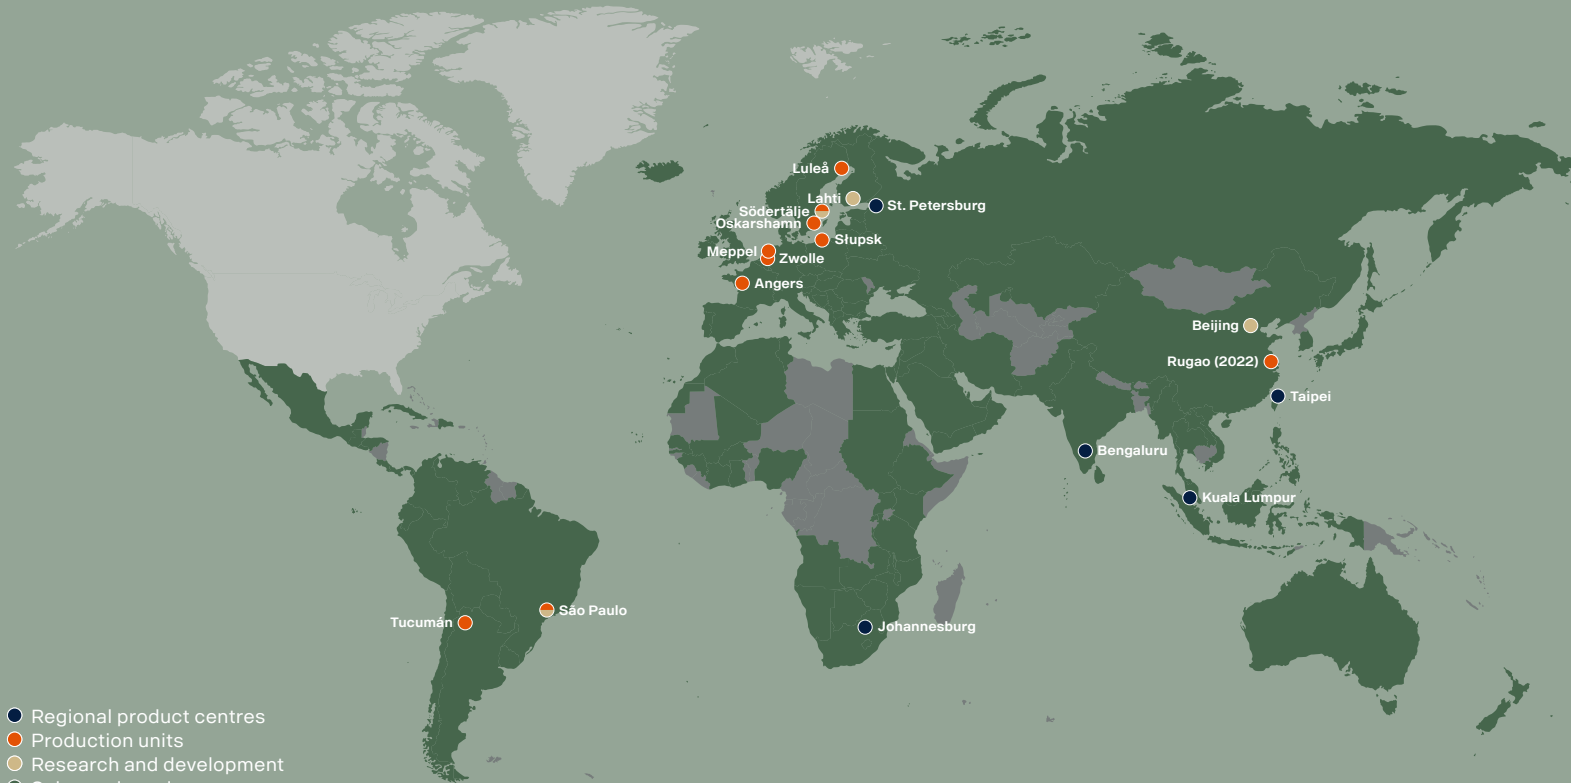 Luleå
Lahti
St. Petersburg
Södertälje
Oskarshamn
Słupsk
Meppel
Zwolle
Angers
Beijing
Rugao (2022)
Taipei
Bengaluru
Kuala Lumpur
São Paulo
Tucumán
Johannesburg
Regional product centres
Production units
Research and development